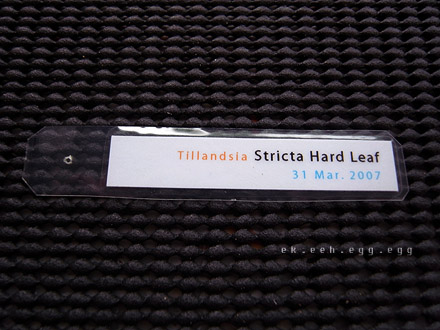 Tillandsia Stricta Hard Leaf
31 Mar. 2007
ek.eeh.egg.egg